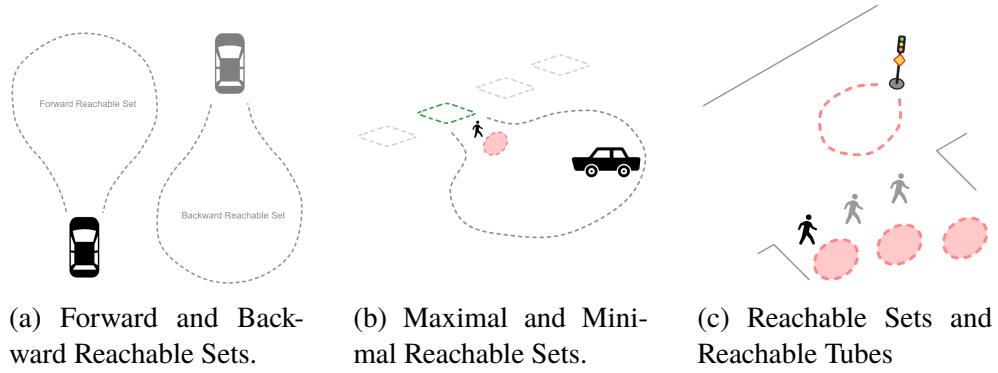 Forward Reachable Set
Backward Reachable Set
(a) Forward and Back-
ward Reachable Sets.
(b) Maximal and Mini-
mal Reachable Sets.
(c) Reachable Sets and
Reachable Tubes